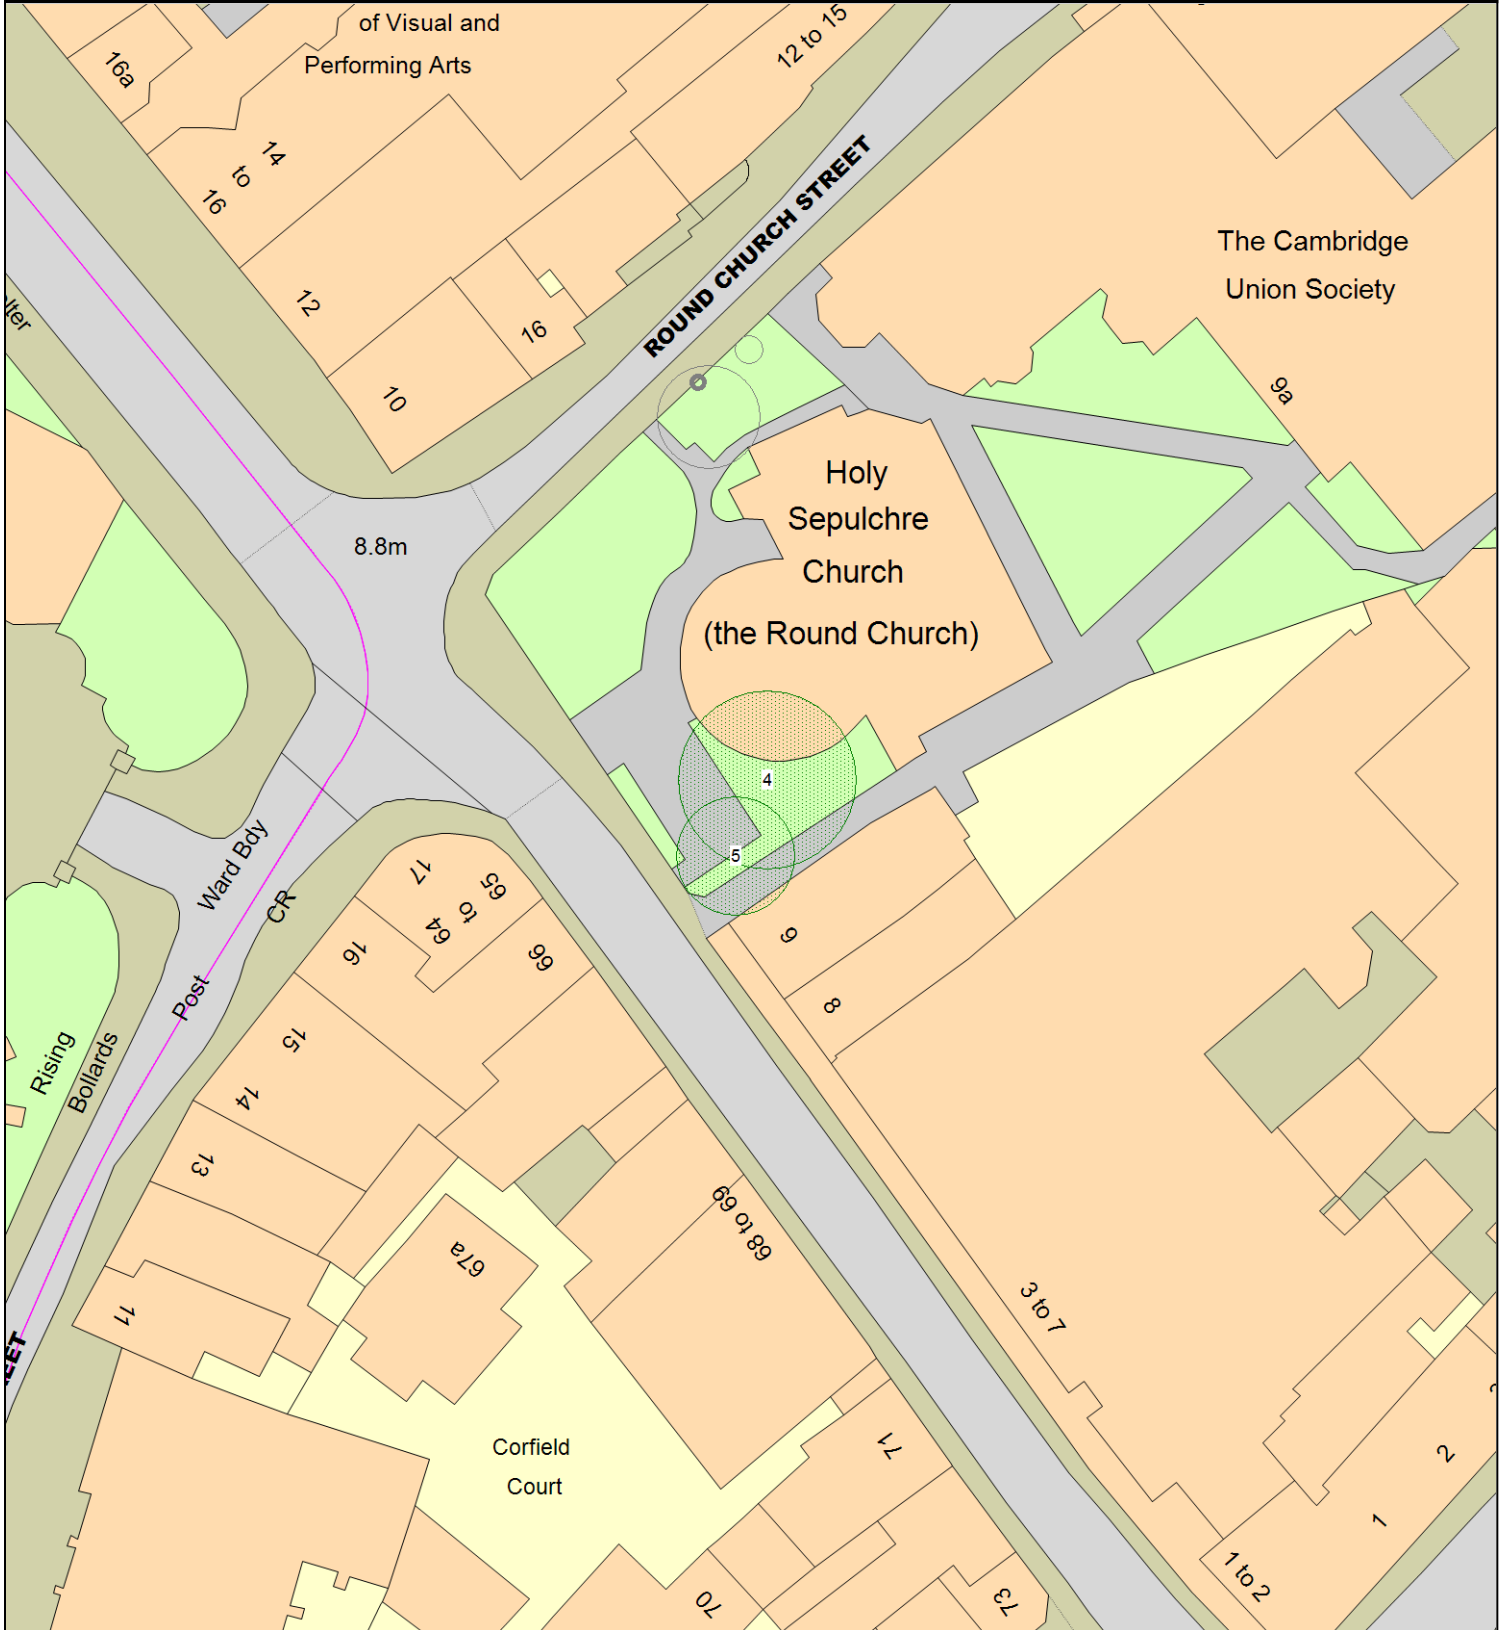 of Visual and
Performing Arts
12 to 15
16a
14
to
16
ROUND CHURCH STREET
The Cambridge
Union Society
12
16
10
9a
Holy
Sepulchre
Church
(the Round Church)
8.8m
4
5
Ward Bdy
CR
Post
Rising
Bollards
17
65
to
64
66
16
15
14
13
11
9
8
67a
68 to 69
3 to 7
Corfield
Court
71
70
73
2
1
1 to 2